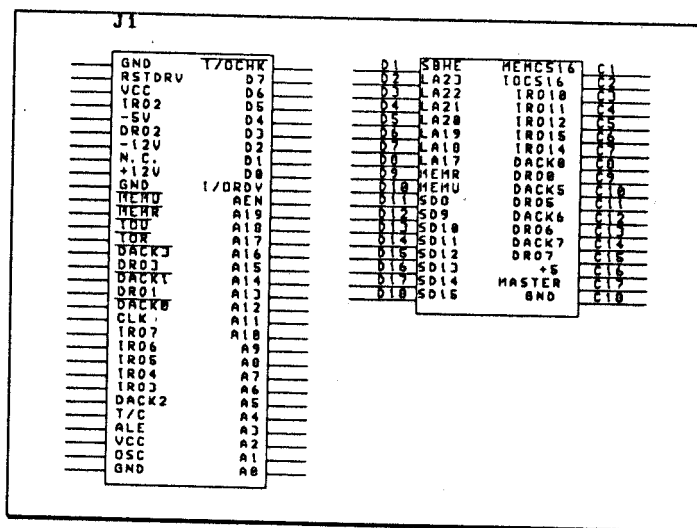 J1
GND I/OCHK
RSTDRV D7
VCC D6
IRQ2 D5
-5V D4
DRQ2 D3
-12V D2
N.C. D1
+12V D0
GND I/ORDY
MEMW AEN
MEMR A19
IOW A18
IOR A17
DACK3 A16
DRQ3 A15
DACK1 A14
DRQ1 A13
DACK0 A12
CLK A11
IRQ7 A10
IRQ6 A9
IRQ5 A8
IRQ4 A7
IRQ3 A6
DACK2 A5
T/C A4
ALE A3
VCC A2
OSC A1
GND A0
D1 SBHE MEMCS16 C1
D2 LA23 IOCS16 C2
D3 LA22 IRQ10 C3
D4 LA21 IRQ11 C4
D5 LA20 IRQ12 C5
D6 LA19 IRQ15 C6
D7 LA18 IRQ14 C7
D8 LA17 DACK0 C8
D9 MEMR DRQ0 C9
D10 MEMW DACK5 C10
D11 SD8 DRQ5 C11
D12 SD9 DACK6 C12
D13 SD10 DRQ6 C13
D14 SD11 DACK7 C14
D15 SD12 DRQ7 C15
D16 SD13 +5 C16
D17 SD14 MASTER C17
D18 SD15 GND C18